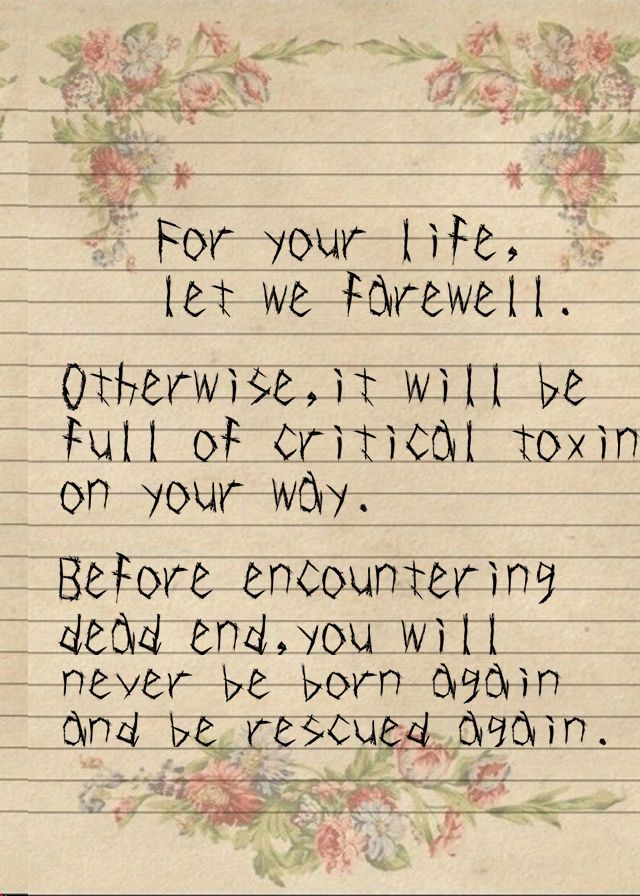 For your life,
let we farewell.
Otherwise,it will be
full of critical toxin
on your way.
Before encountering
dead end,you will
never be born again
and be rescued again.